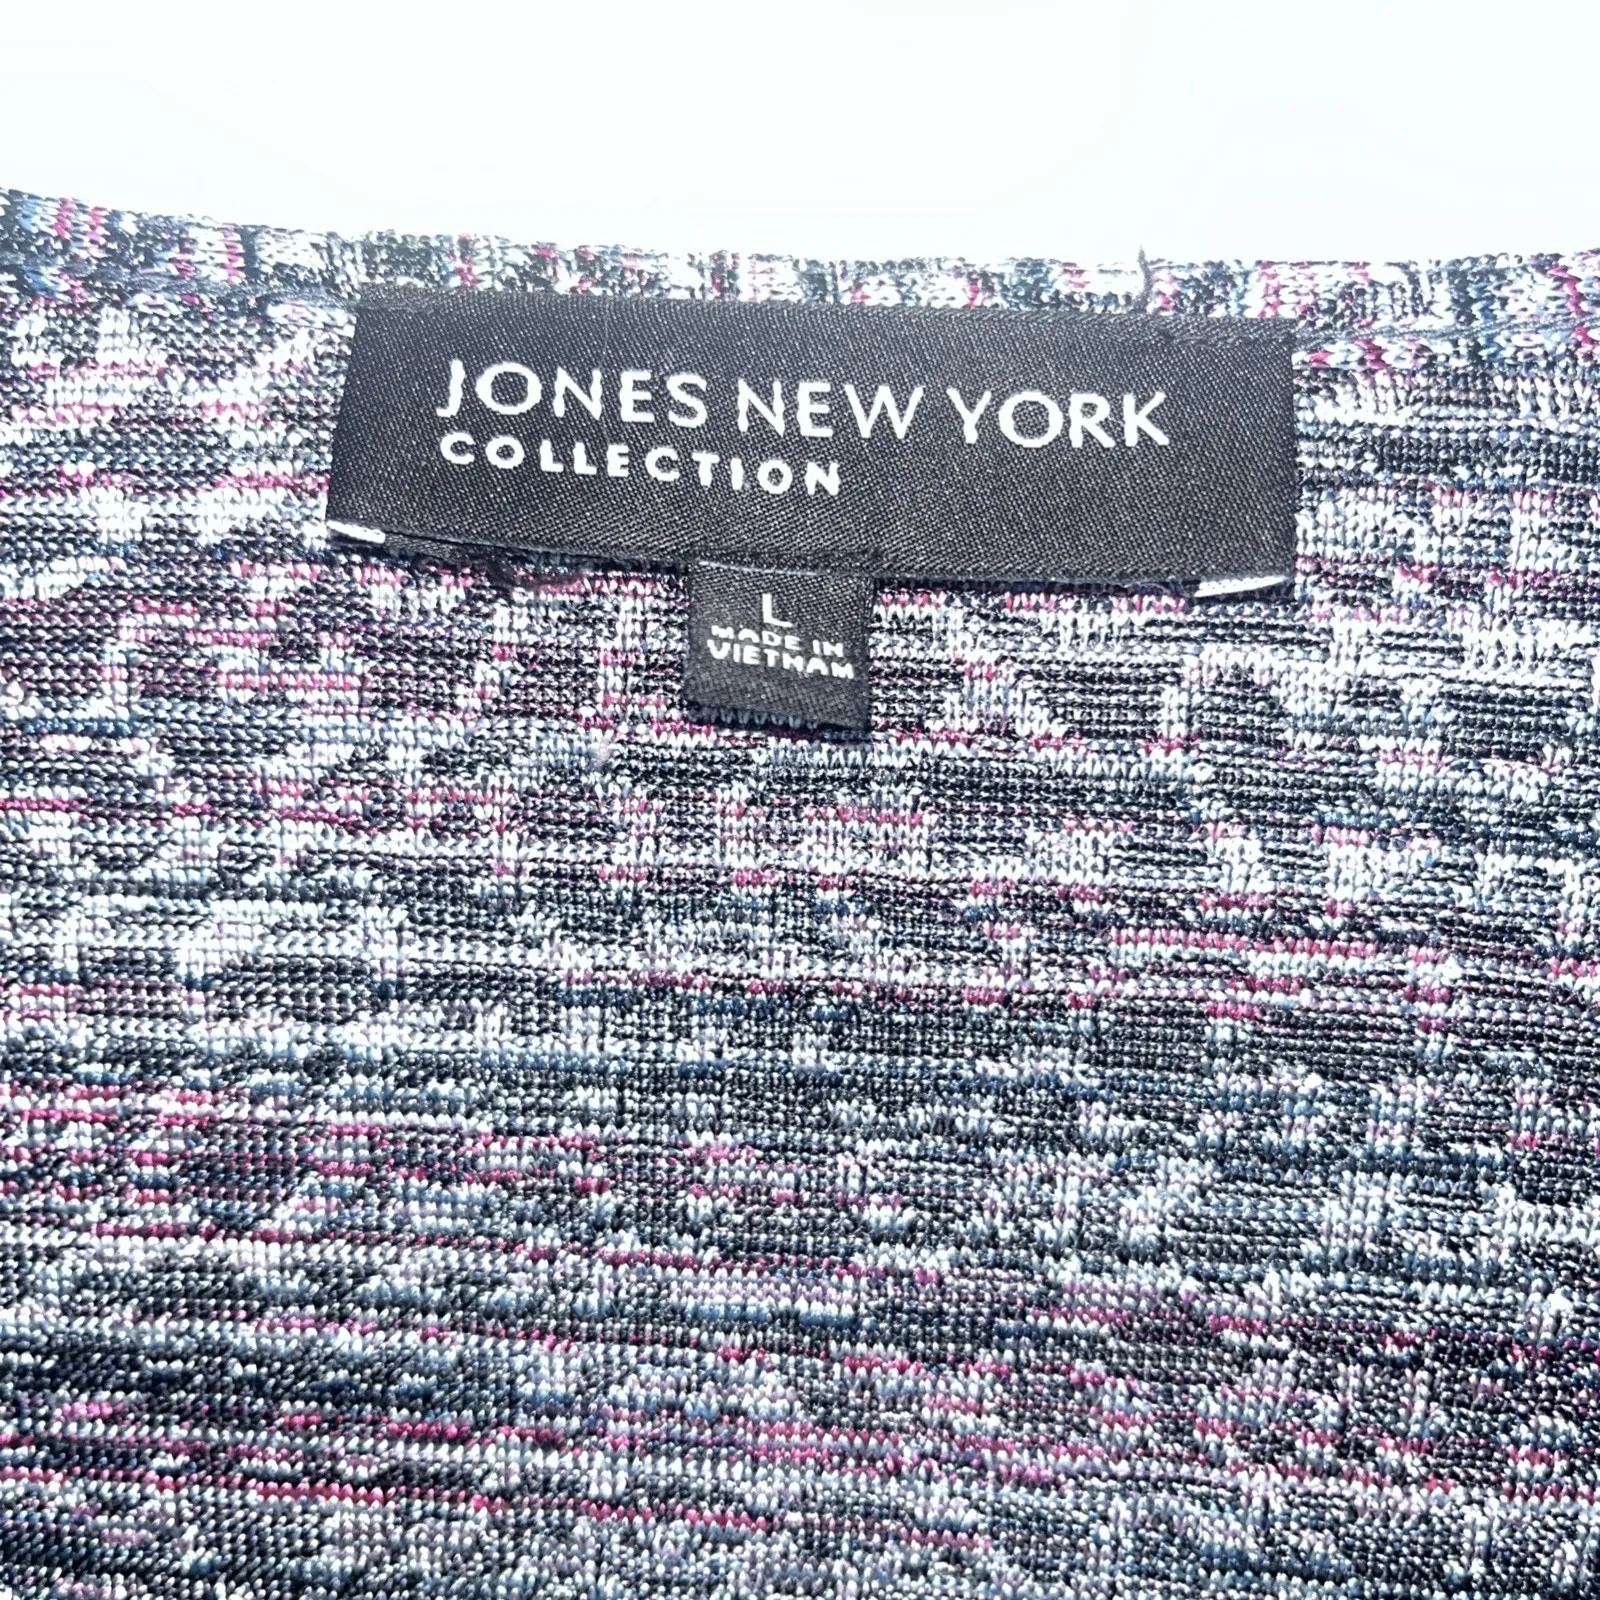 JONES NEW YORK
COLLECTION
L
MADE IN
VIETNAM